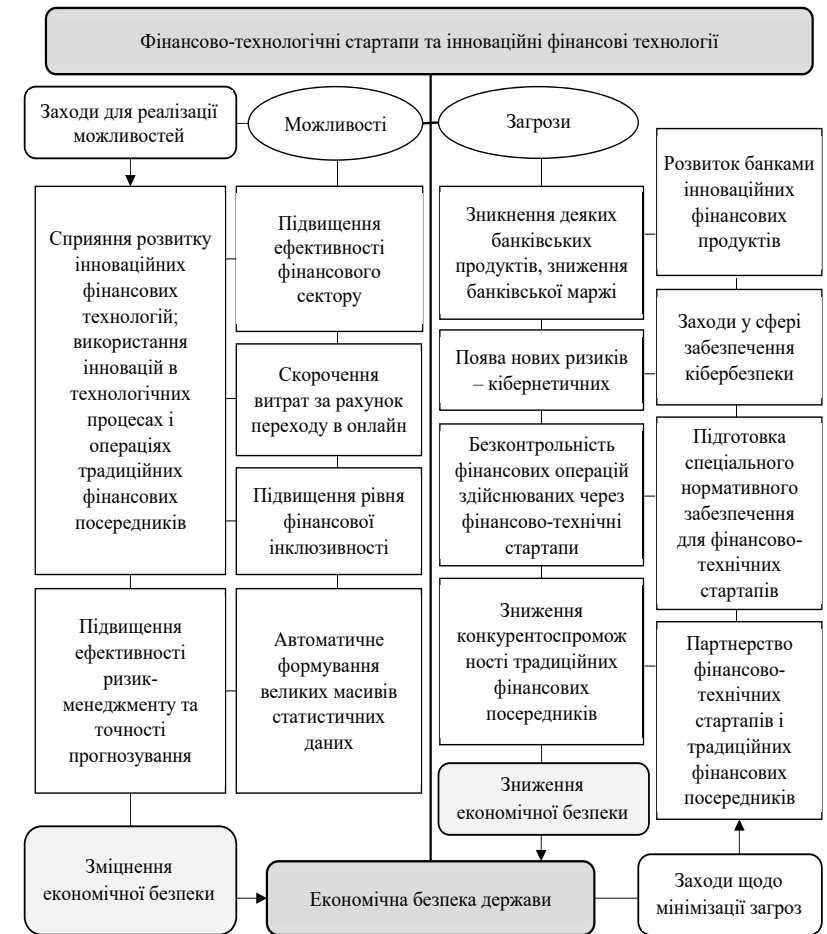 Фінансово-технологічні стартапи та інноваційні фінансові технології
Заходи для реалізації
можливостей
Можливості
Загрози
Сприяння розвитку
інноваційних
фінансових
технологій;
використання
інновацій в
технологічних
процесах і
операціях
традиційних
фінансових
посередників
Підвищення
ефективності
ризик-
менеджменту та
точності
прогнозування
Підвищення
ефективності
фінансового
сектору
Скорочення
витрат за рахунок
переходу в онлайн
Підвищення рівня
фінансової
інклюзивності
Автоматичне
формування
великих масивів
статистичних
даних
Зникнення деяких
банківських
продуктів, зниження
банківської маржі
Поява нових ризиків
– кібернетичних
Безконтрольність
фінансових операцій
здійснюваних через
фінансово-технічні
стартапи
Зниження
конкурентоспромож
ності традиційних
фінансових
посередників
Розвиток банками
інноваційних
фінансових
продуктів
Заходи у сфері
забезпечення
кібербезпеки
Підготовка
спеціального
нормативного
забезпечення
для фінансово-
технічних
стартапів
Партнерство
фінансово-
технічних
стартапів і
традиційних
фінансових
посередників
Зниження
економічної безпеки
Зміцнення
економічної безпеки
Економічна безпека держави
Заходи щодо
мінімізації загроз